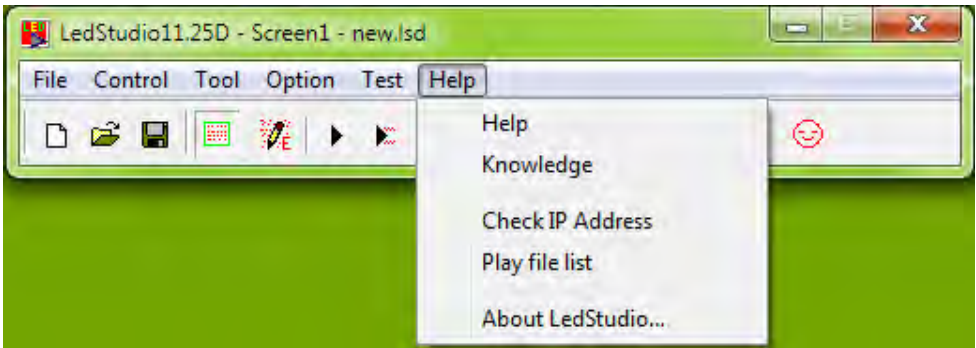 LedStudio11.25D - Screen1 - new.lsd
File Control Tool Option Test Help
Help
Knowledge
Check IP Address
Play file list
About LedStudio...